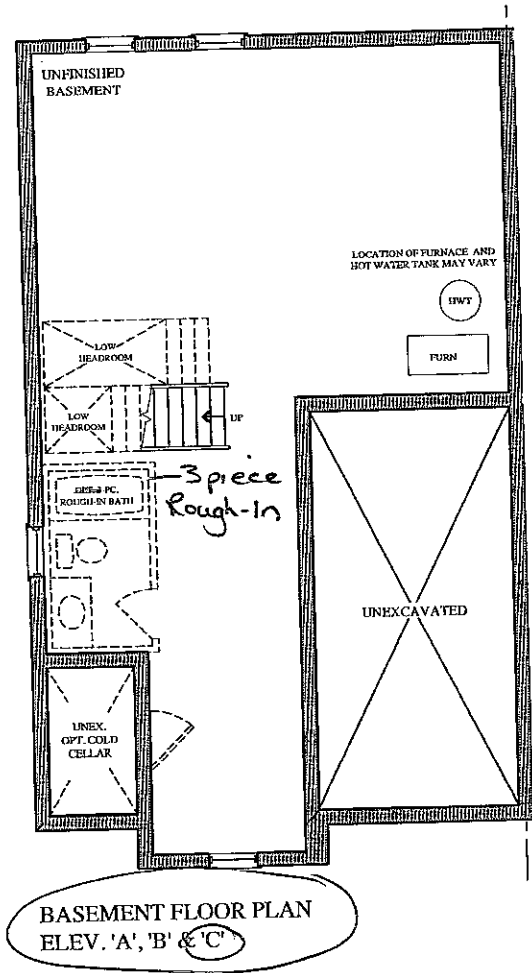 UNFINISHED
BASEMENT
LOCATION OF FURNACE AND
HOT WATER TANK MAY VARY
HWT
FURN
LOW
HEADROOM
LOW
HEADROOM
UP
3 piece
Rough-In
PC.
ROUGH-IN BATH
UNEXCAVATED
UNEX.
OPT. COLD
CELLAR
BASEMENT FLOOR PLAN
ELEV. 'A', 'B' & 'C'